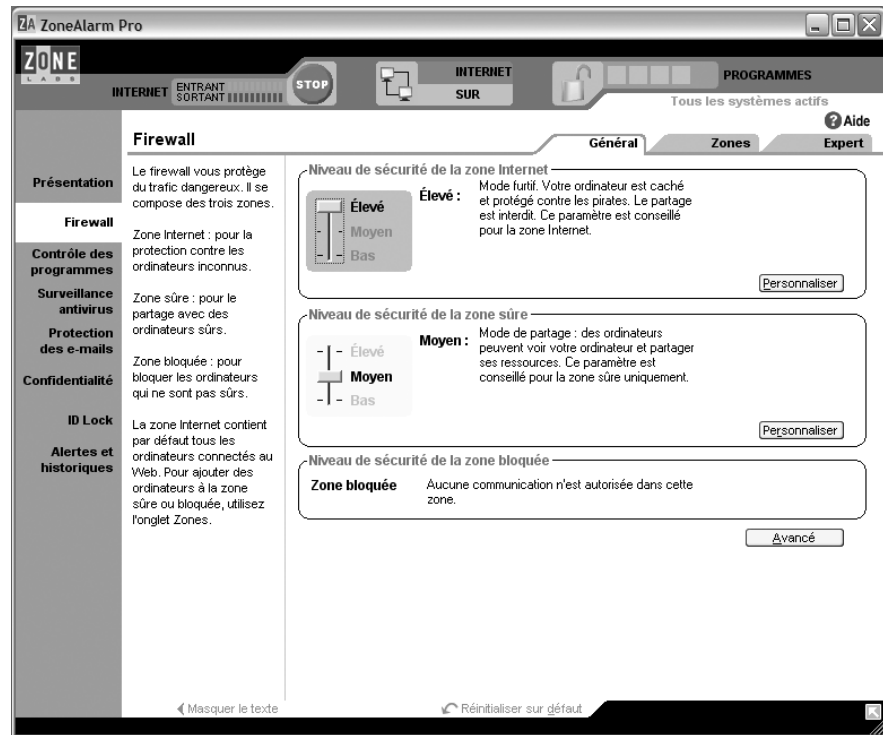 ZA ZoneAlarm Pro
ZONE
LABS
INTERNET
ENTRANT
SORTANT
STOP
INTERNET
SUR
PROGRAMMES
Tous les systèmes actifs
Aide
Firewall
Général
Zones
Expert
Présentation
Firewall
Contrôle des
programmes
Surveillance
antivirus
Protection
des e-mails
Confidentialité
ID Lock
Alertes et
historiques
Le firewall vous protège
du trafic dangereux. Il se
compose des trois zones.
Zone Internet : pour la
protection contre les
ordinateurs inconnus.
Zone sûre : pour le
partage avec des
ordinateurs sûrs.
Zone bloquée : pour
bloquer les ordinateurs
qui ne sont pas sûrs.
La zone Internet contient
par défaut tous les
ordinateurs connectés au
Web. Pour ajouter des
ordinateurs à la zone
sûre ou bloquée, utilisez
l'onglet Zones.
Niveau de sécurité de la zone Internet
Élevé
Moyen
Bas
Élevé :
Mode furtif. Votre ordinateur est caché
et protégé contre les pirates. Le partage
est interdit. Ce paramètre est conseillé
pour la zone Internet.
Personnaliser
Niveau de sécurité de la zone sûre
Élevé
Moyen
Bas
Moyen :
Mode de partage : des ordinateurs
peuvent voir votre ordinateur et partager
ses ressources. Ce paramètre est
conseillé pour la zone sûre uniquement.
Personnaliser
Niveau de sécurité de la zone bloquée
Zone bloquée
Aucune communication n'est autorisée dans cette
zone.
Avancé
Masquer le texte
Réinitialiser sur défaut